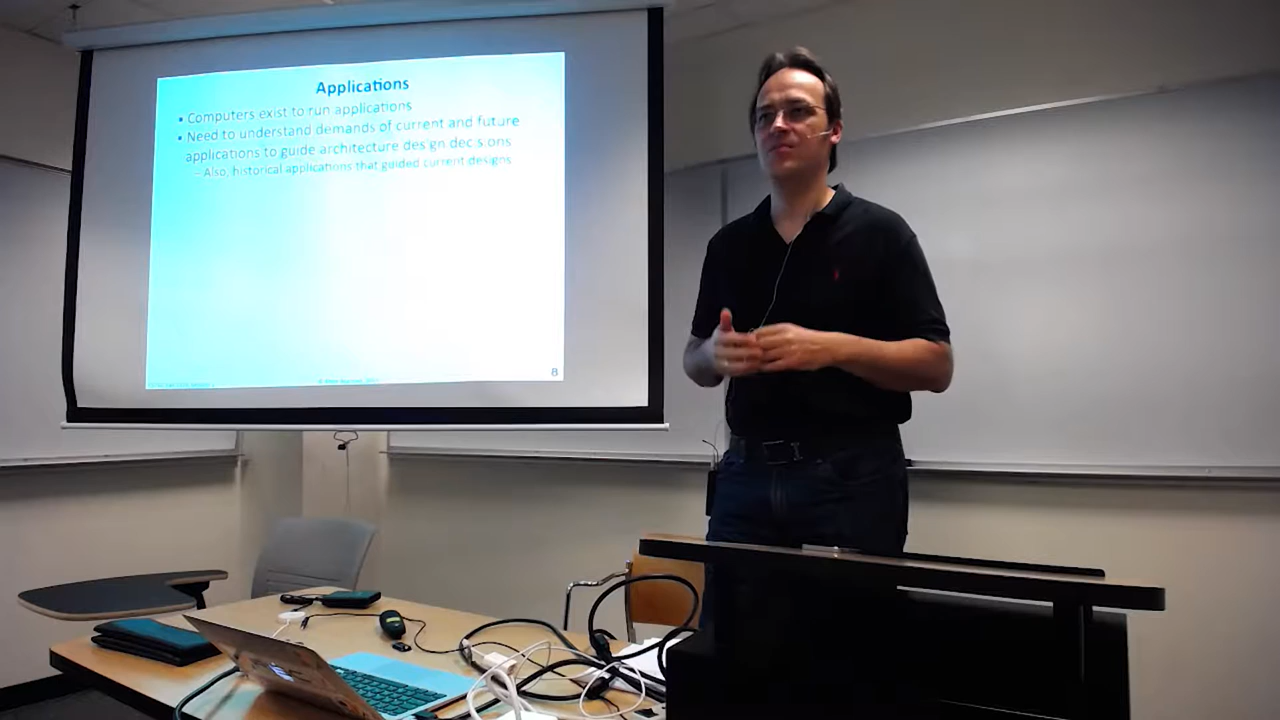 Applications
▪ Computers exist to run applications
▪ Need to understand demands of current and future
applications to guide architecture design decisions
– Also, historical applications that guided current designs
8